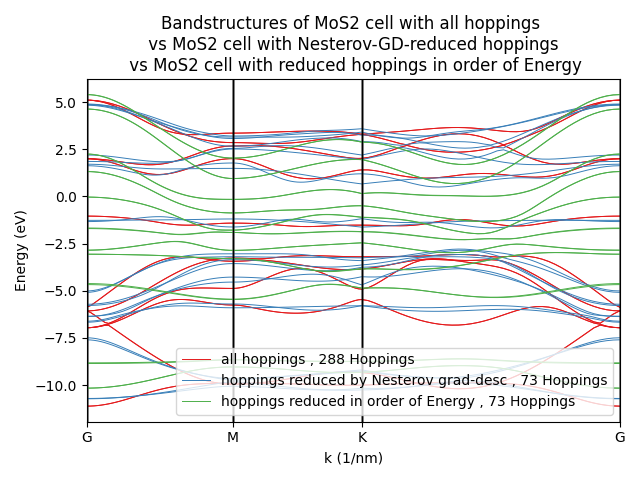 Bandstructures of MoS2 cell with all hoppings
vs MoS2 cell with Nesterov-GD-reduced hoppings
vs MoS2 cell with reduced hoppings in order of Energy
5.0
2.5
0.0
−2.5
−5.0
−7.5
−10.0
Energy (eV)
all hoppings , 288 Hoppings
hoppings reduced by Nesterov grad-desc , 73 Hoppings
hoppings reduced in order of Energy , 73 Hoppings
G M K G
k (1/nm)